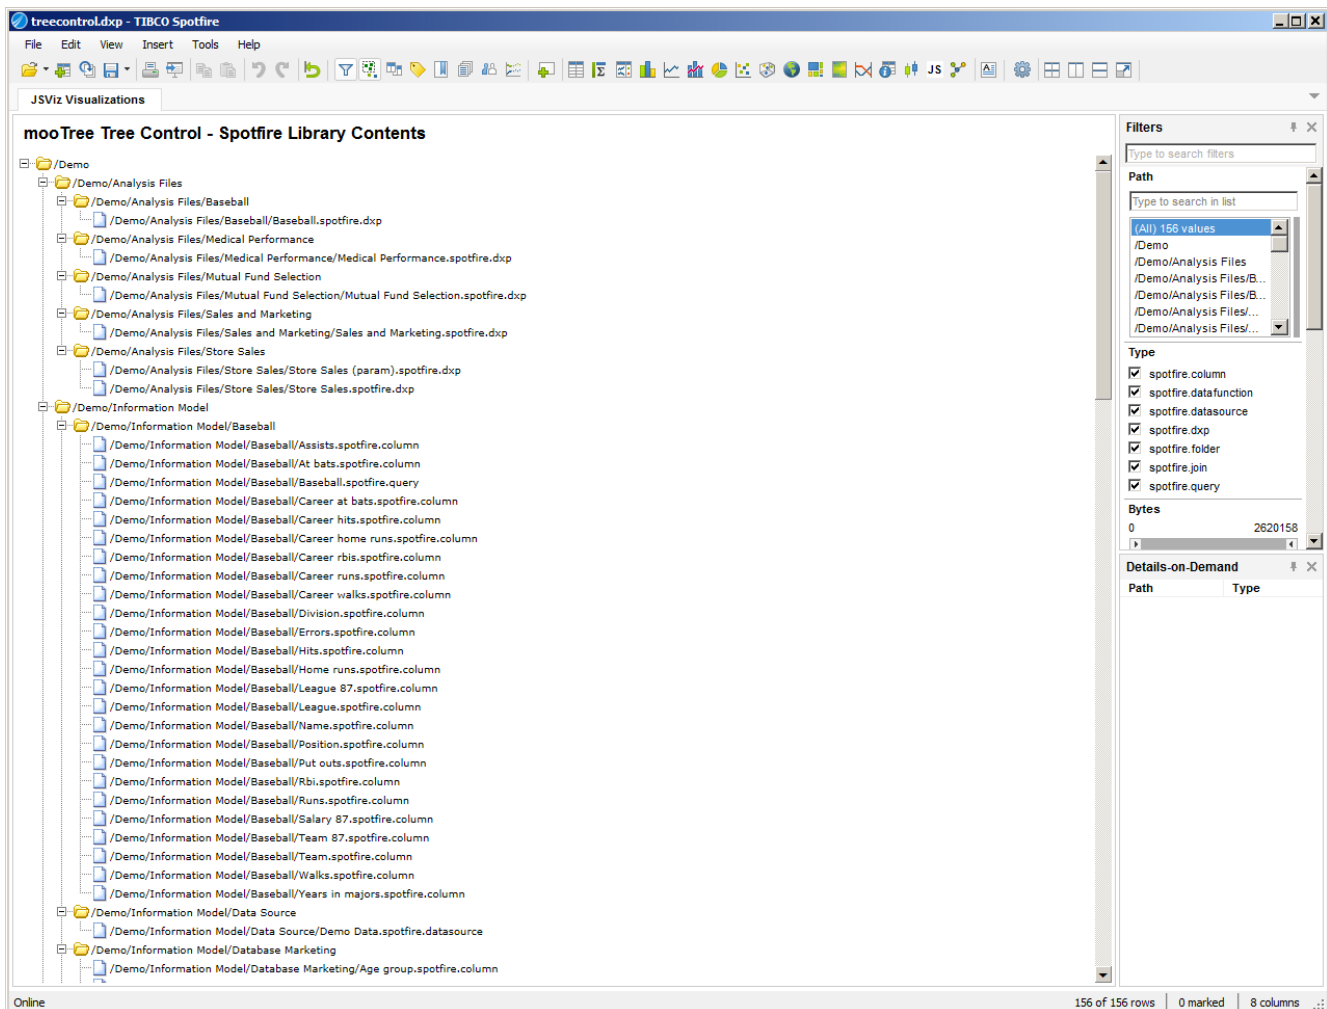 treecontrol.dxp - TIBCO Spotfire
File Edit View Insert Tools Help
JS
JSViz Visualizations
mooTree Tree Control - Spotfire Library Contents
/Demo
/Demo/Analysis Files
/Demo/Analysis Files/Baseball
/Demo/Analysis Files/Baseball/Baseball.spotfire.dxp
/Demo/Analysis Files/Medical Performance
/Demo/Analysis Files/Medical Performance/Medical Performance.spotfire.dxp
/Demo/Analysis Files/Mutual Fund Selection
/Demo/Analysis Files/Mutual Fund Selection/Mutual Fund Selection.spotfire.dxp
/Demo/Analysis Files/Sales and Marketing
/Demo/Analysis Files/Sales and Marketing/Sales and Marketing.spotfire.dxp
/Demo/Analysis Files/Store Sales
/Demo/Analysis Files/Store Sales/Store Sales (param).spotfire.dxp
/Demo/Analysis Files/Store Sales/Store Sales.spotfire.dxp
/Demo/Information Model
/Demo/Information Model/Baseball
/Demo/Information Model/Baseball/Assists.spotfire.column
/Demo/Information Model/Baseball/At bats.spotfire.column
/Demo/Information Model/Baseball/Baseball.spotfire.query
/Demo/Information Model/Baseball/Career at bats.spotfire.column
/Demo/Information Model/Baseball/Career hits.spotfire.column
/Demo/Information Model/Baseball/Career home runs.spotfire.column
/Demo/Information Model/Baseball/Career rbis.spotfire.column
/Demo/Information Model/Baseball/Career runs.spotfire.column
/Demo/Information Model/Baseball/Career walks.spotfire.column
/Demo/Information Model/Baseball/Division.spotfire.column
/Demo/Information Model/Baseball/Errors.spotfire.column
/Demo/Information Model/Baseball/Hits.spotfire.column
/Demo/Information Model/Baseball/Home runs.spotfire.column
/Demo/Information Model/Baseball/League 87.spotfire.column
/Demo/Information Model/Baseball/League.spotfire.column
/Demo/Information Model/Baseball/Name.spotfire.column
/Demo/Information Model/Baseball/Position.spotfire.column
/Demo/Information Model/Baseball/Put outs.spotfire.column
/Demo/Information Model/Baseball/Rbi.spotfire.column
/Demo/Information Model/Baseball/Runs.spotfire.column
/Demo/Information Model/Baseball/Salary 87.spotfire.column
/Demo/Information Model/Baseball/Team 87.spotfire.column
/Demo/Information Model/Baseball/Team.spotfire.column
/Demo/Information Model/Baseball/Walks.spotfire.column
/Demo/Information Model/Baseball/Years in majors.spotfire.column
/Demo/Information Model/Data Source
/Demo/Information Model/Data Source/Demo Data.spotfire.datasource
/Demo/Information Model/Database Marketing
/Demo/Information Model/Database Marketing/Age group.spotfire.column
Filters
Type to search filters
Path
Type to search in list
(All) 156 values
/Demo
/Demo/Analysis Files
/Demo/Analysis Files/B...
/Demo/Analysis Files/B...
/Demo/Analysis Files/...
/Demo/Analysis Files/...
Type
spotfire.column
spotfire.datafunction
spotfire.datasource
spotfire.dxp
spotfire.folder
spotfire.join
spotfire.query
Bytes
0 2620158
Details-on-Demand
Path Type
Online 156 of 156 rows 0 marked 8 columns